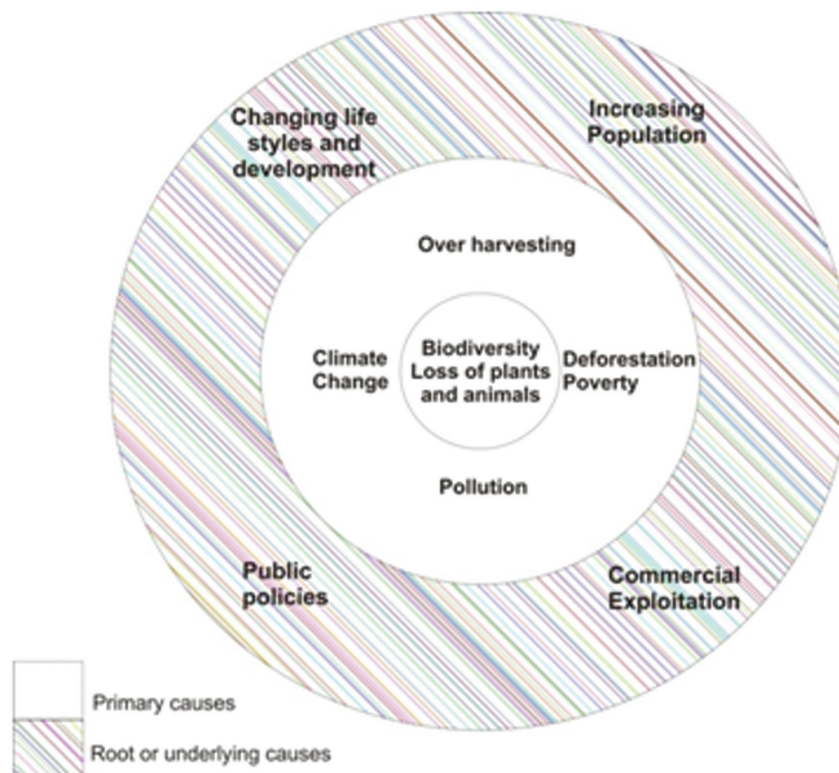 Changing life
styles and
development
Increasing
Population
Over harvesting
Climate
Change
Biodiversity
Loss of plants
and animals
Deforestation
Poverty
Pollution
Public
policies
Commercial
Exploitation
Primary causes
Root or underlying causes